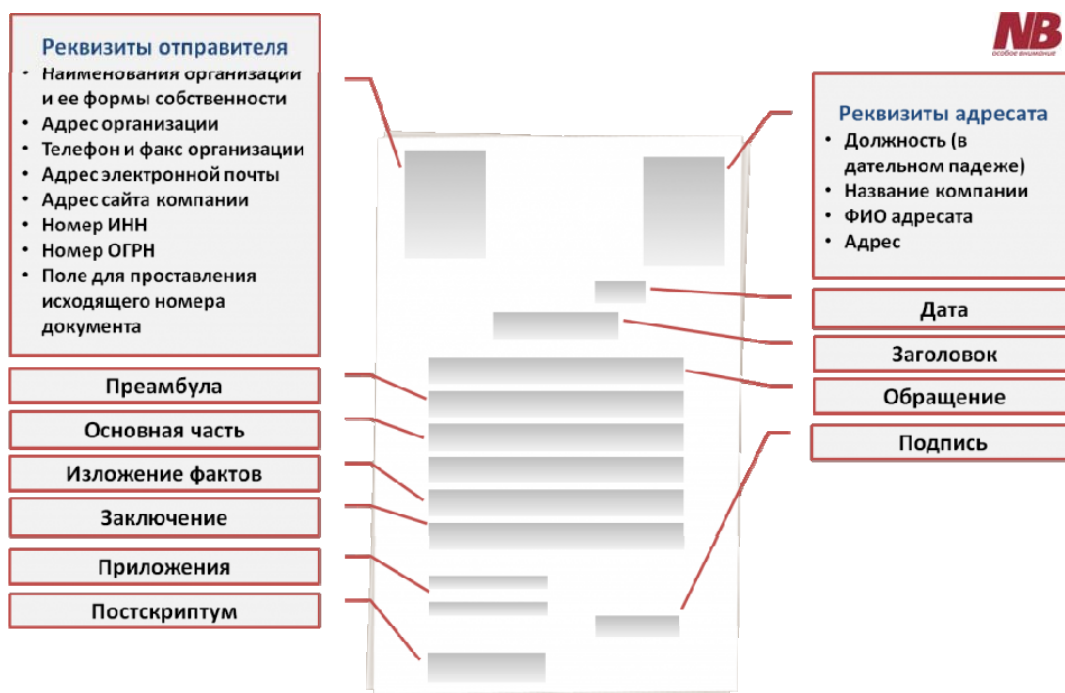 Реквизиты отправителя
• Наименования организации
и ее формы собственности
• Адрес организации
• Телефон и факс организации
• Адрес электронной почты
• Адрес сайта компании
• Номер ИНН
• Номер ОГРН
• Поле для проставления
исходящего номера
документа
Преамбула
Основная часть
Изложение фактов
Заключение
Приложения
Постскриптум
NB
особое внимание
Реквизиты адресата
• Должность (в
дательном падеже)
• Название компании
• ФИО адресата
• Адрес
Дата
Заголовок
Обращение
Подпись